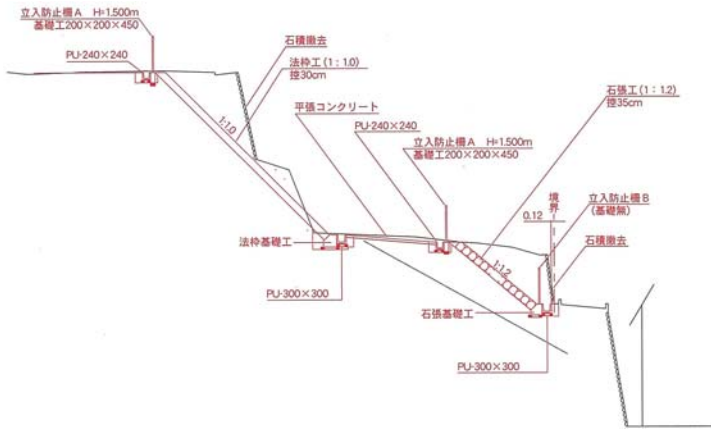 立入防止柵A H=1.500m
基礎工200×200×450
PU-240×240
石積撤去
法枠工(1:1.0)
控30cm
1:1.0
平張コンクリート
PU-240×240
立入防止柵A H=1.500m
基礎工200×200×450
石張工(1:1.2)
控35cm
境界
0.12
立入防止柵B
(基礎無)
石積撤去
1:1.2
法枠基礎工
PU-300×300
石張基礎工
PU-300×300